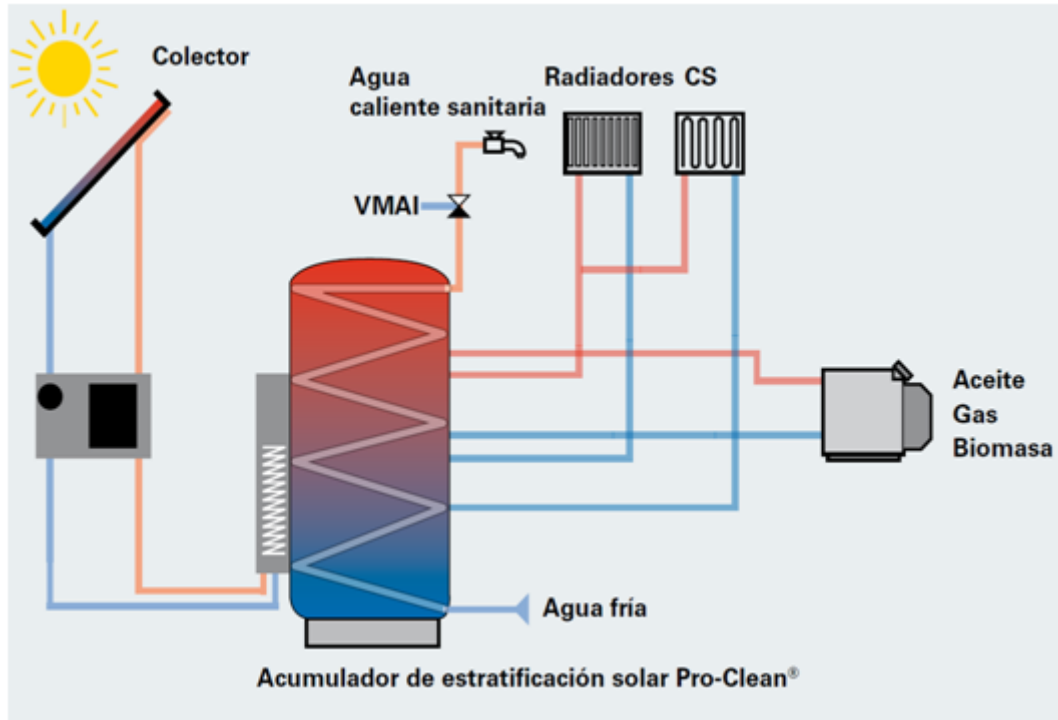 Colector
Agua
caliente sanitaria
Radiadores CS
VMAI
Aceite
Gas
Biomasa
Agua fría
Acumulador de estratificación solar Pro-Clean®